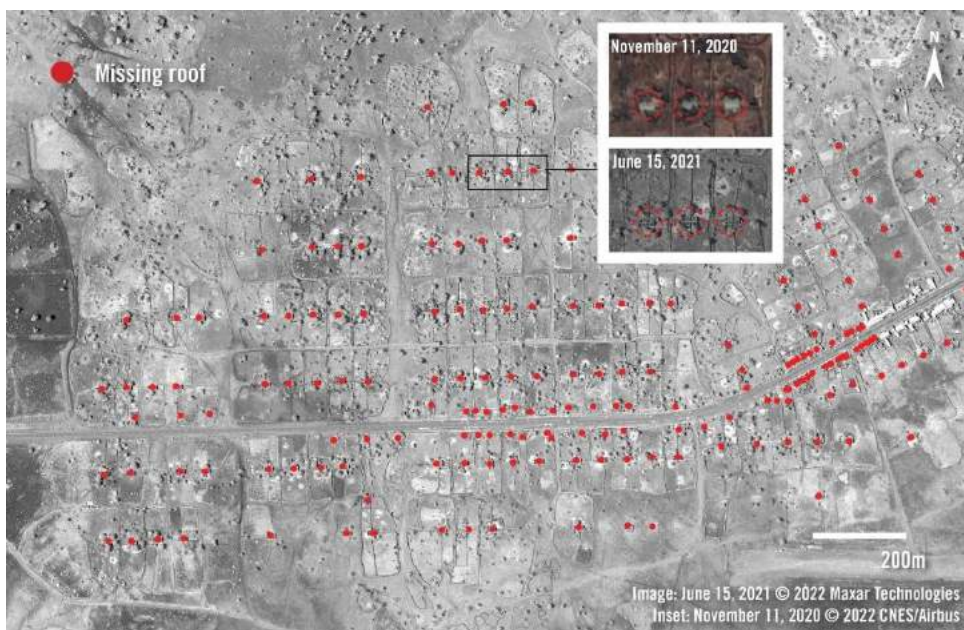 Missing roof
November 11, 2020
June 15, 2021
N
200m
Image: June 15, 2021 © 2022 Maxar Technologies
Inset: November 11, 2020 © 2022 CNES/Airbus